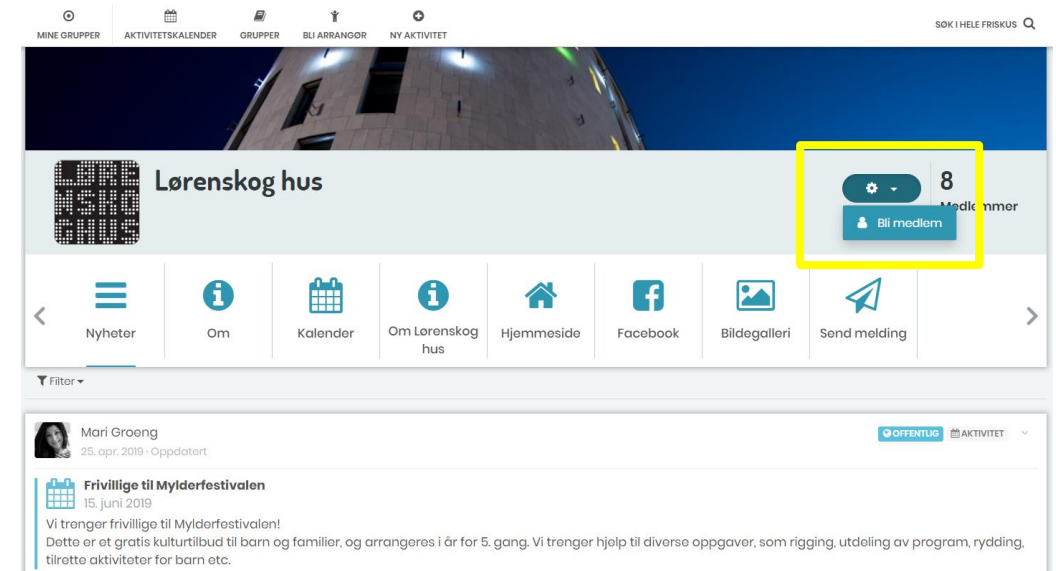 MINE GRUPPER
AKTIVITETSKALENDER
GRUPPER
BLI ARRANGØR
NY AKTIVITET
SØK I HELE FRISKUS
LØRE
NSKO
GHUS
Lørenskog hus
8
Medlemmer
Bli medlem
Nyheter
Om
Kalender
Om Lørenskog
hus
Hjemmeside
Facebook
Bildegalleri
Send melding
Filter
Mari Groeng
OFFENTLIG AKTIVITET
25. apr. 2019 · Oppdatert
Frivillige til Mylderfestivalen
15. juni 2019
Vi trenger frivillige til Mylderfestivalen!
Dette er et gratis kulturtilbud til barn og familier, og arrangeres i år for 5. gang. Vi trenger hjelp til diverse oppgaver, som rigging, utdeling av program, rydding,
tilrette aktiviteter for barn etc.